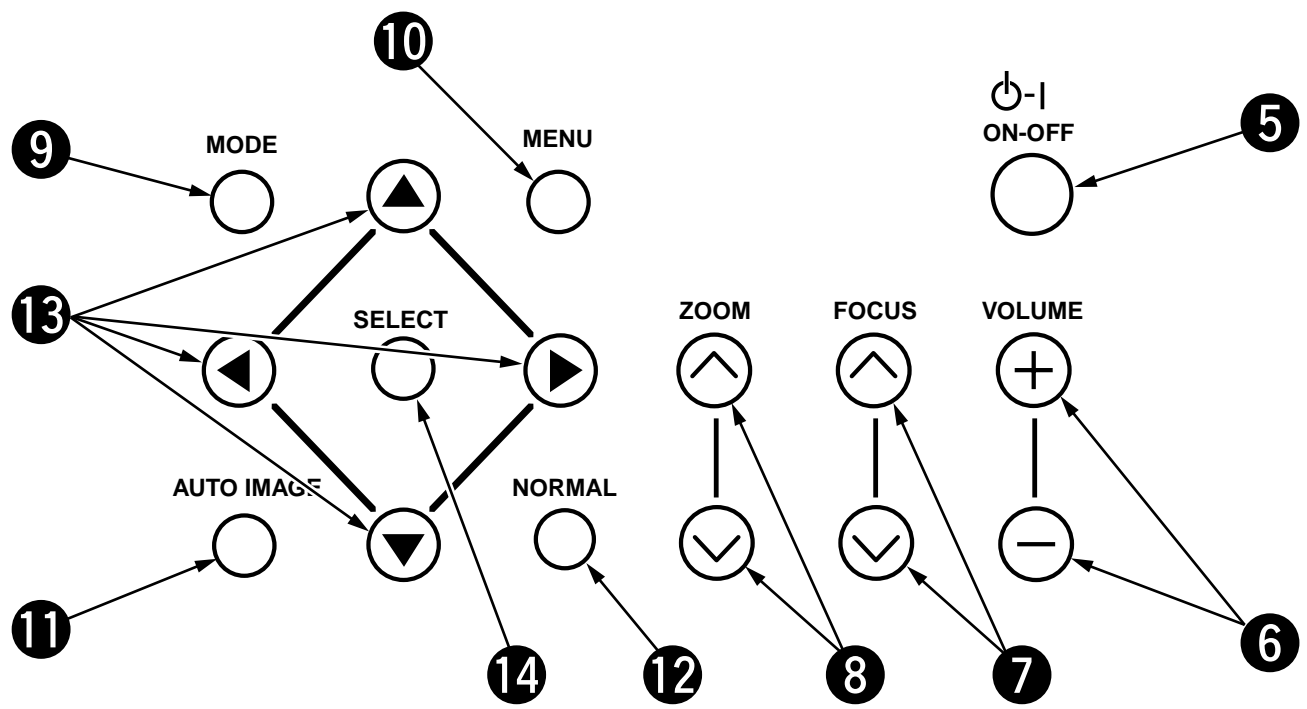 10
5
ON-OFF
9
MODE
MENU
13
SELECT
ZOOM
FOCUS
VOLUME
AUTO IMAGE
NORMAL
11
14
12
8
7
6